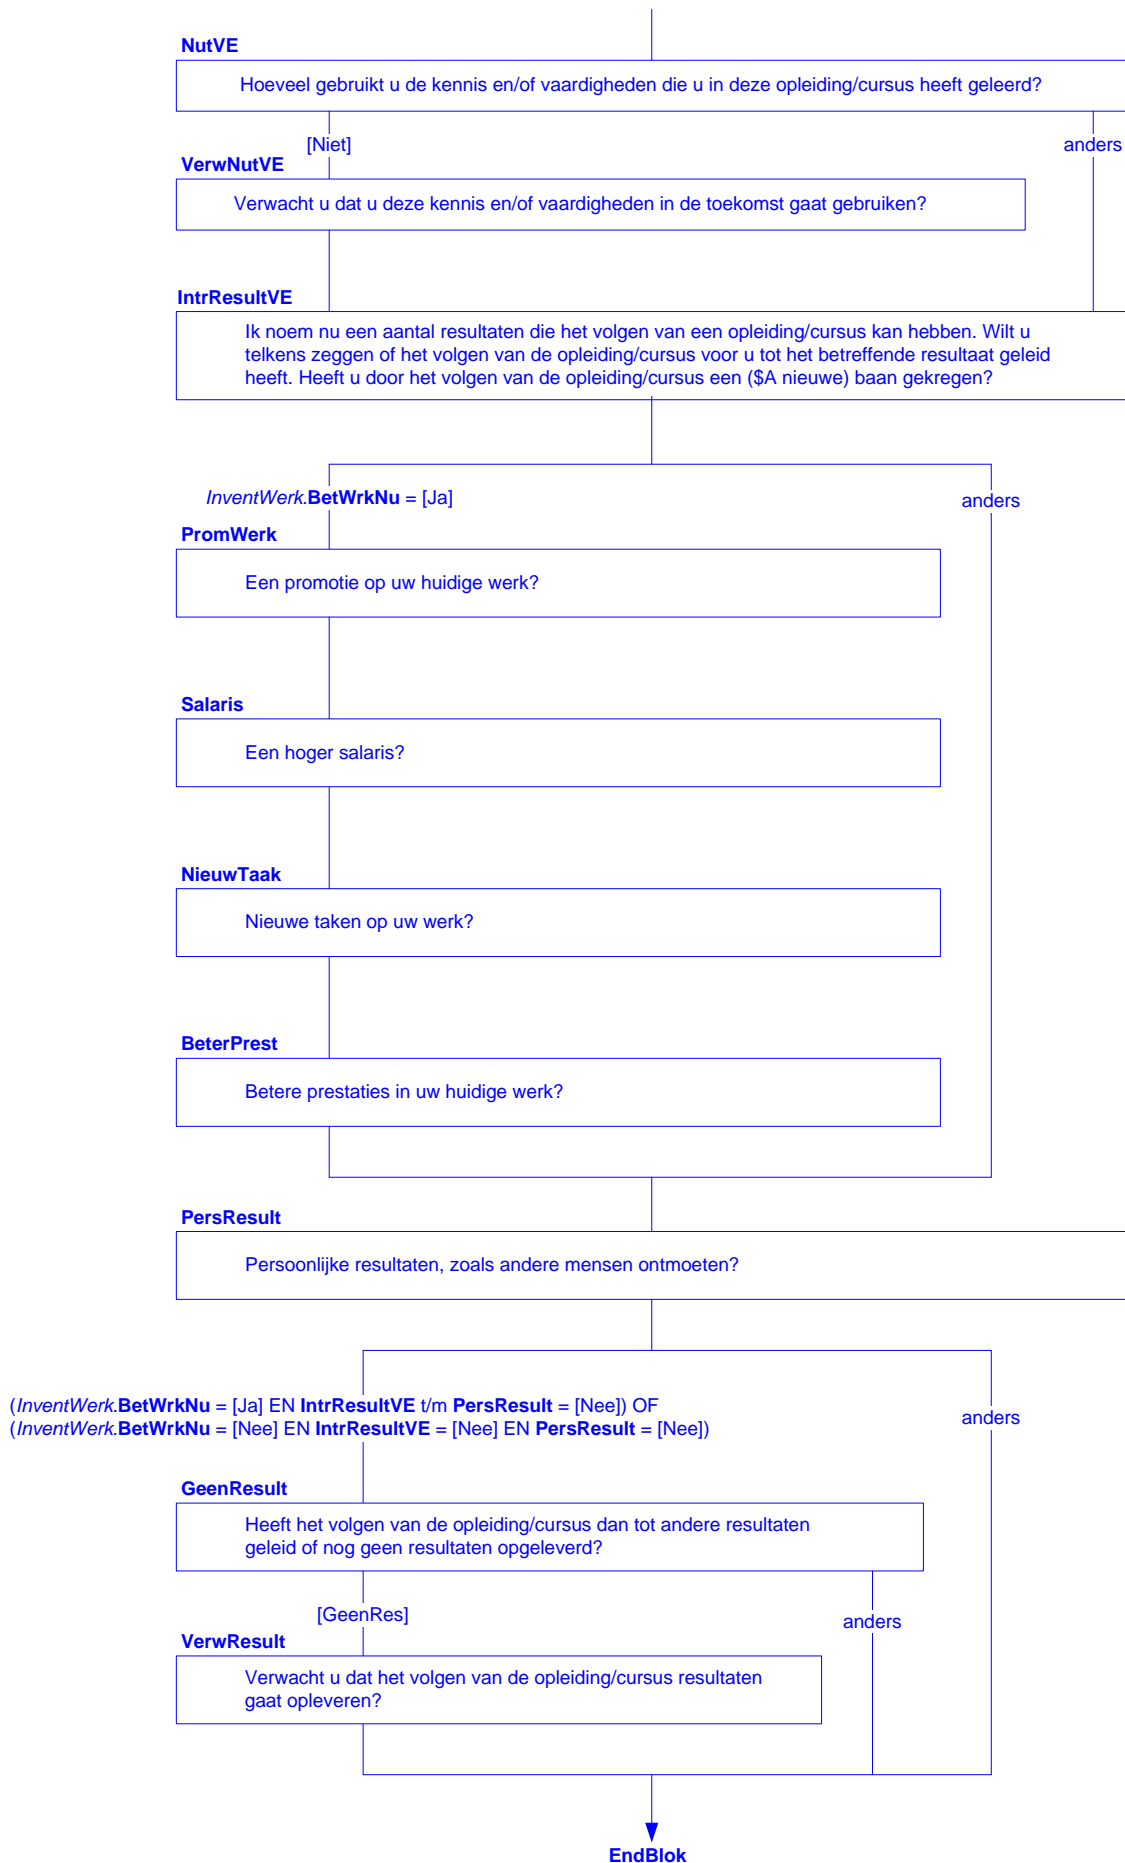 NutVE
Hoeveel gebruikt u de kennis en/of vaardigheden die u in deze opleiding/cursus heeft geleerd?
[Niet]
anders
VerwNutVE
Verwacht u dat u deze kennis en/of vaardigheden in de toekomst gaat gebruiken?
IntrResultVE
Ik noem nu een aantal resultaten die het volgen van een opleiding/cursus kan hebben. Wilt u
telkens zeggen of het volgen van de opleiding/cursus voor u tot het betreffende resultaat geleid
heeft. Heeft u door het volgen van de opleiding/cursus een ($A nieuwe) baan gekregen?
InventWerk.BetWrkNu = [Ja]
anders
PromWerk
Een promotie op uw huidige werk?
Salaris
Een hoger salaris?
NieuwTaak
Nieuwe taken op uw werk?
BeterPrest
Betere prestaties in uw huidige werk?
PersResult
Persoonlijke resultaten, zoals andere mensen ontmoeten?
(InventWerk.BetWrkNu = [Ja] EN IntrResultVE t/m PersResult = [Nee]) OF
(InventWerk.BetWrkNu = [Nee] EN IntrResultVE = [Nee] EN PersResult = [Nee])
anders
GeenResult
Heeft het volgen van de opleiding/cursus dan tot andere resultaten
geleid of nog geen resultaten opgeleverd?
[GeenRes]
anders
VerwResult
Verwacht u dat het volgen van de opleiding/cursus resultaten
gaat opleveren?
EndBlok